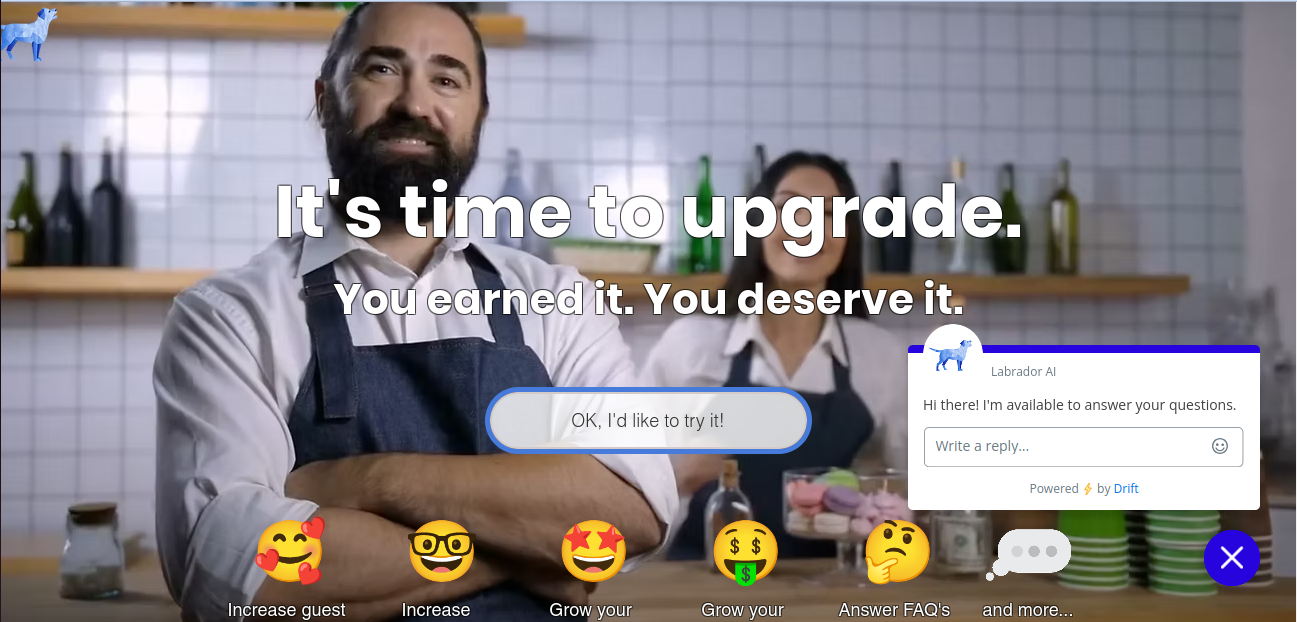 It's time to upgrade.
You earned it. You deserve it.
OK, I'd like to try it!
Labrador AI
Hi there! I'm available to answer your questions.
Write a reply...
Powered ⚡ by Drift
Increase guest
Increase
Grow your
Grow your
Answer FAQ's
and more...